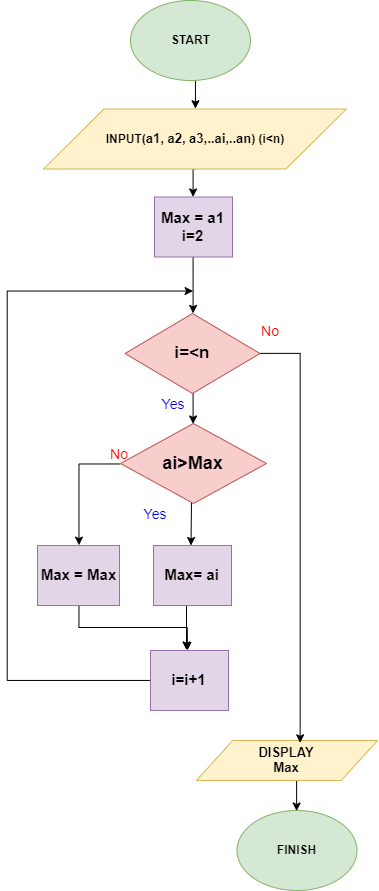 START
INPUT(a1, a2, a3,..ai,..an) (i<n)
Max = a1
i=2
i=<n
No
Yes
ai>Max
No
Yes
Max = Max
Max= ai
i=i+1
DISPLAY
Max
FINISH